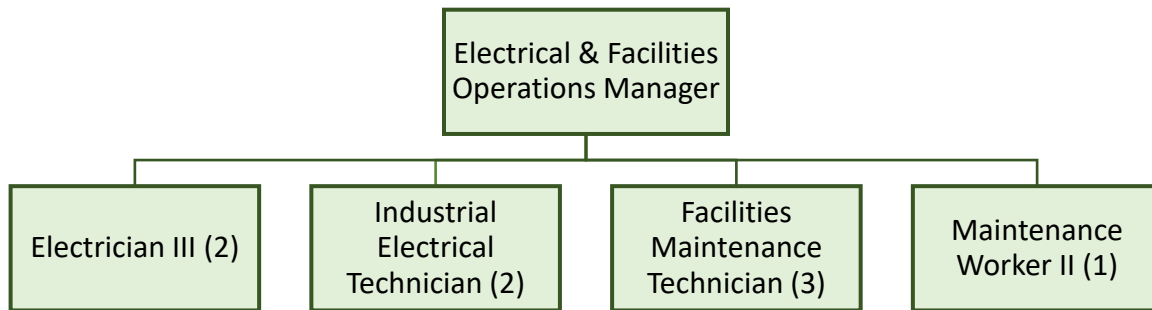 Electrical & Facilities
Operations Manager
Electrician III (2)
Industrial
Electrical
Technician (2)
Facilities
Maintenance
Technician (3)
Maintenance
Worker II (1)